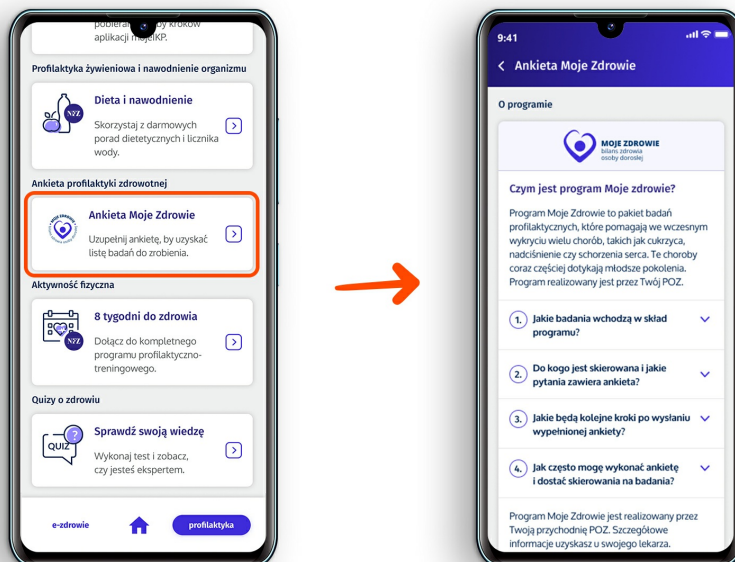 aplikacji mojeIKP.
Profilaktyka żywieniowa i nawodnienie organizmu
NFZ
Dieta i nawodnienie
Skorzystaj z darmowych
porad dietetycznych i licznika
wody.
Ankieta profilaktyki zdrowotnej
Ankieta Moje Zdrowie
Uzupełnij ankietę, by uzyskać
listę badań do zrobienia.
Aktywność fizyczna
NFZ
8 tygodni do zdrowia
Dołącz do kompletnego
programu profilaktyczno-
treningowego.
Quizy o zdrowiu
QUIZ
?
Sprawdź swoją wiedzę
Wykonaj test i zobacz,
czy jesteś ekspertem.
e-zdrowie
profilaktyka
9:41
Ankieta Moje Zdrowie
O programie
MOJE ZDROWIE
bilans zdrowia
osoby dorosłej
Czym jest program Moje zdrowie?
Program Moje Zdrowie to pakiet badań
profilaktycznych, które pomagają we wczesnym
wykryciu wielu chorób, takich jak cukrzyca,
nadciśnienie czy schorzenia serca. Te choroby
coraz częściej dotykają młodsze pokolenia.
Program realizowany jest przez Twój POZ.
1. Jakie badania wchodzą w skład
programu?
2. Do kogo jest skierowana i jakie
pytania zawiera ankieta?
3. Jakie będą kolejne kroki po wysłaniu
wypełnionej ankiety?
4. Jak często mogę wykonać ankietę
i dostać skierowania na badania?
Program Moje Zdrowie jest realizowany przez
Twoją przychodnię POZ. Szczegółowe
informacje uzyskasz u swojego lekarza.